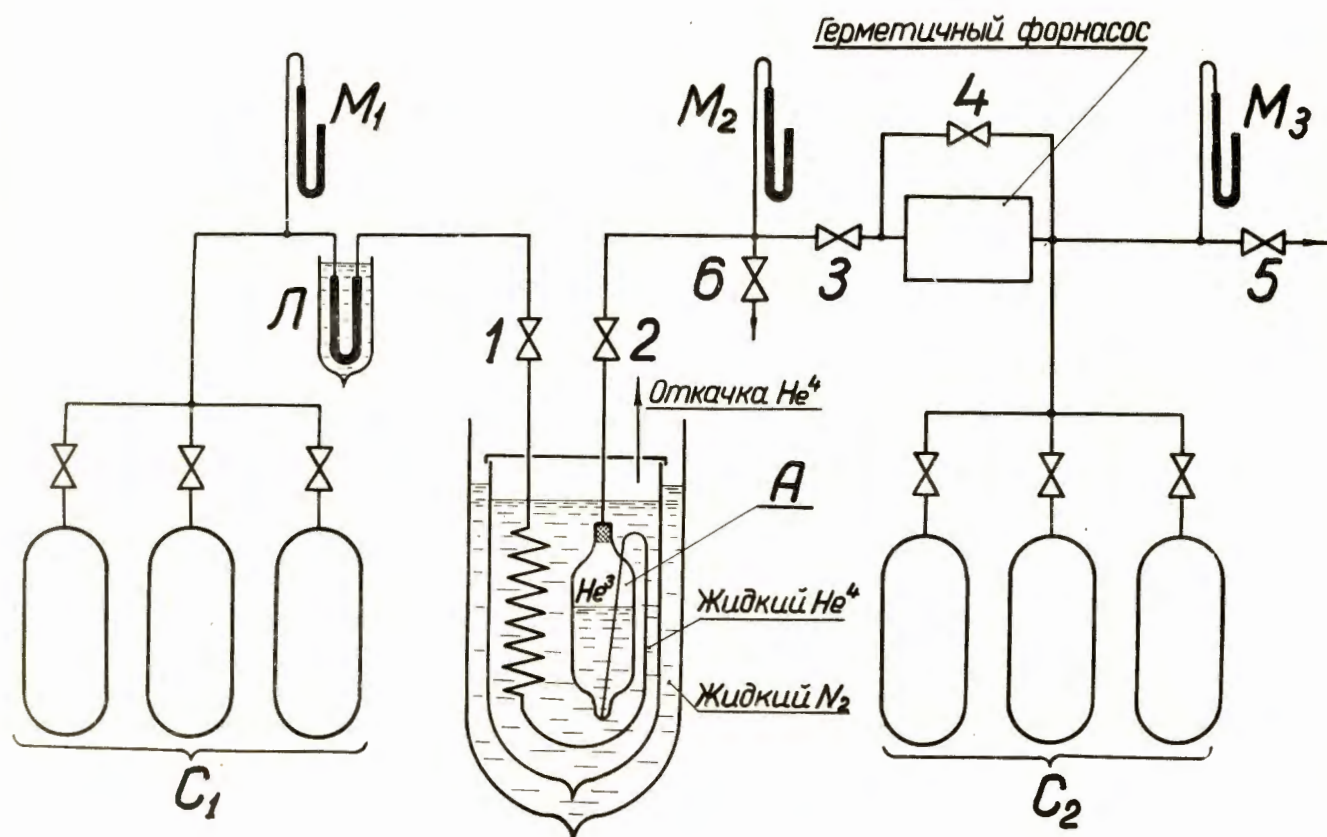 Герметичный форнасос
M₁
M₂
4
M₃
Л
1
2
6
3
5
Откачка He⁴
А
He³
Жидкий He⁴
Жидкий N₂
C₁
C₂